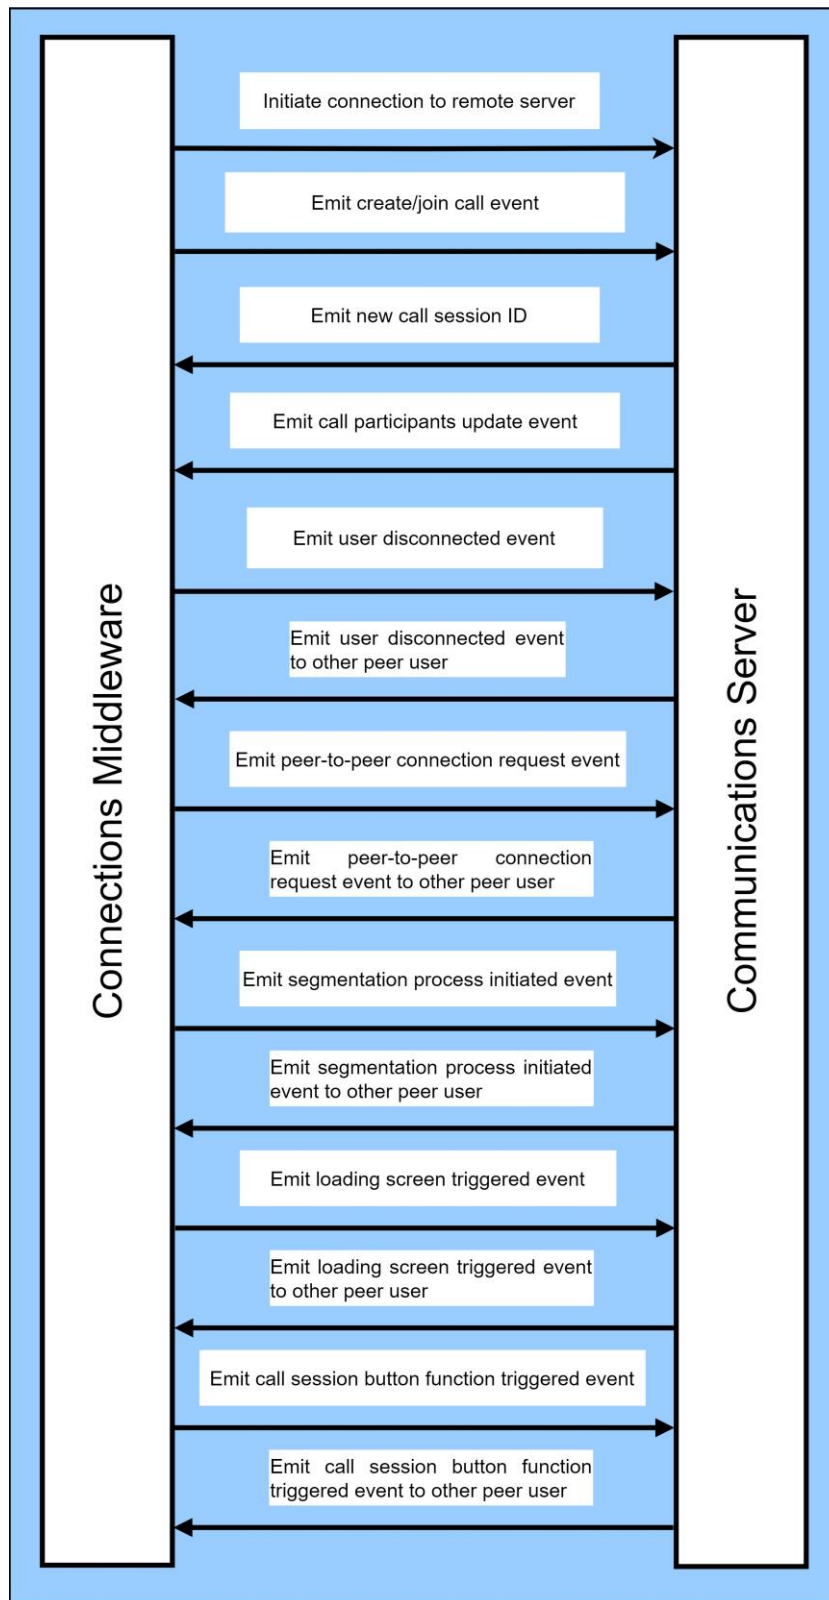 Initiate connection to remote server
Emit create/join call event
Emit new call session ID
Emit call participants update event
Emit user disconnected event
Emit user disconnected event
to other peer user
Emit peer-to-peer connection request event
Emit peer-to-peer connection
request event to other peer user
Emit segmentation process initiated event
Emit segmentation process initiated
event to other peer user
Emit loading screen triggered event
Emit loading screen triggered event
to other peer user
Emit call session button function triggered event
Emit call session button function
triggered event to other peer user
Connections Middleware
Communications Server